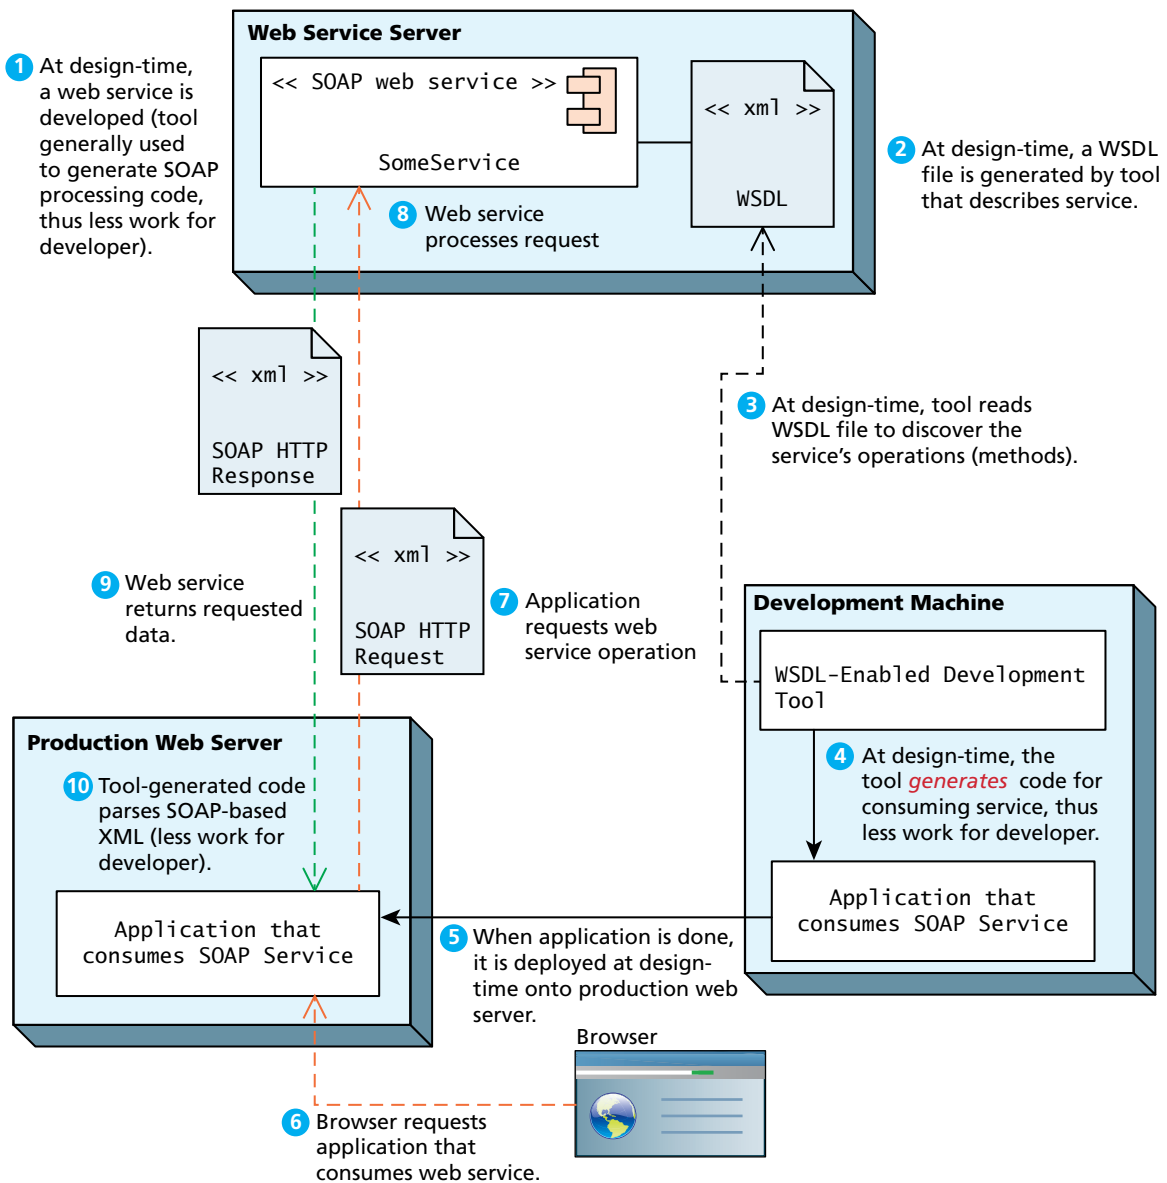 Web Service Server
1 At design-time,
a web service is
developed (tool
generally used
to generate SOAP
processing code,
thus less work for
developer).
<< SOAP web service >>
SomeService
<< xml >>
WSDL
2 At design-time, a WSDL
file is generated by tool
that describes service.
8 Web service
processes request
<< xml >>
SOAP HTTP
Response
3 At design-time, tool reads
WSDL file to discover the
service’s operations (methods).
<< xml >>
SOAP HTTP
Request
9 Web service
returns requested
data.
7 Application
requests web
service operation
Development Machine
WSDL-Enabled Development
Tool
4 At design-time, the
tool generates code for
consuming service, thus
less work for developer.
Application that
consumes SOAP Service
Production Web Server
10 Tool-generated code
parses SOAP-based
XML (less work for
developer).
Application that
consumes SOAP Service
5 When application is done,
it is deployed at design-
time onto production web
server.
Browser
6 Browser requests
application that
consumes web service.